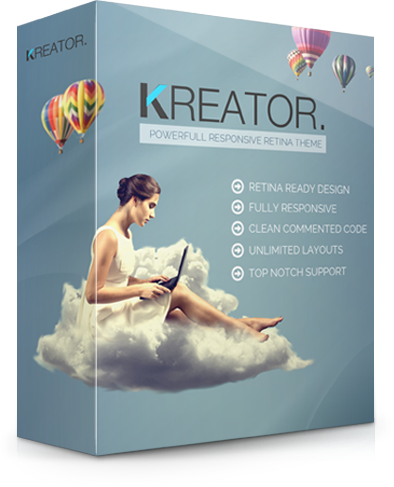 KREATOR.
KREATOR.
POWERFULL RESPONSIVE RETINA THEME
RETINA READY DESIGN
FULLY RESPONSIVE
CLEAN COMMENTED CODE
UNLIMITED LAYOUTS
TOP NOTCH SUPPORT